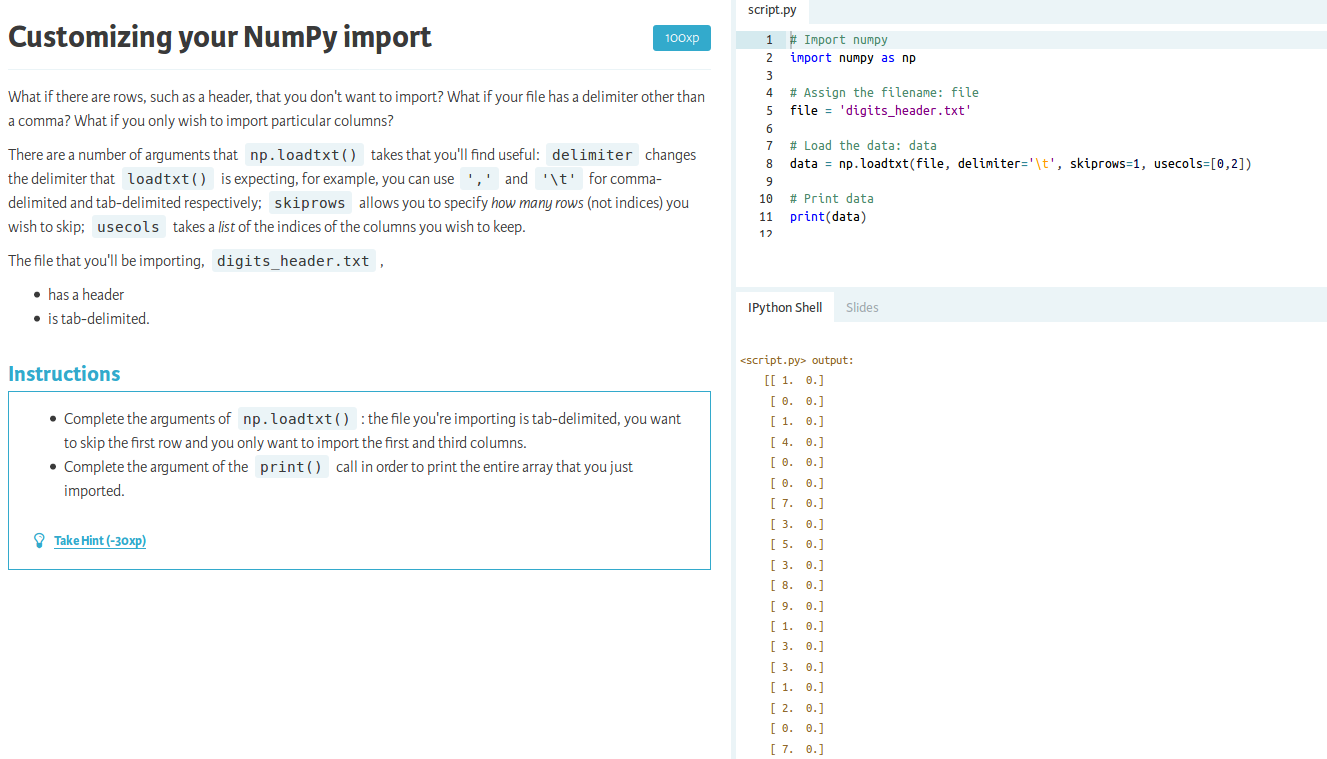 Customizing your NumPy import
100xp
What if there are rows, such as a header, that you don't want to import? What if your file has a delimiter other than
a comma? What if you only wish to import particular columns?
There are a number of arguments that np.loadtxt() takes that you'll find useful: delimiter changes
the delimiter that loadtxt() is expecting, for example, you can use ',' and '\t' for comma-
delimited and tab-delimited respectively; skiprows allows you to specify how many rows (not indices) you
wish to skip; usecols takes a list of the indices of the columns you wish to keep.
The file that you'll be importing, digits_header.txt ,
• has a header
• is tab-delimited.
Instructions
• Complete the arguments of np.loadtxt() : the file you're importing is tab-delimited, you want
to skip the first row and you only want to import the first and third columns.
• Complete the argument of the print() call in order to print the entire array that you just
imported.
Take Hint (-30xp)
script.py
1 # Import numpy
2 import numpy as np
3
4 # Assign the filename: file
5 file = 'digits_header.txt'
6
7 # Load the data: data
8 data = np.loadtxt(file, delimiter='\t', skiprows=1, usecols=[0,2])
9
10 # Print data
11 print(data)
12
IPython Shell Slides
<script.py> output:
[[ 1. 0.]
[ 0. 0.]
[ 1. 0.]
[ 4. 0.]
[ 0. 0.]
[ 0. 0.]
[ 7. 0.]
[ 3. 0.]
[ 5. 0.]
[ 3. 0.]
[ 8. 0.]
[ 9. 0.]
[ 1. 0.]
[ 3. 0.]
[ 3. 0.]
[ 1. 0.]
[ 2. 0.]
[ 0. 0.]
[ 7. 0.]